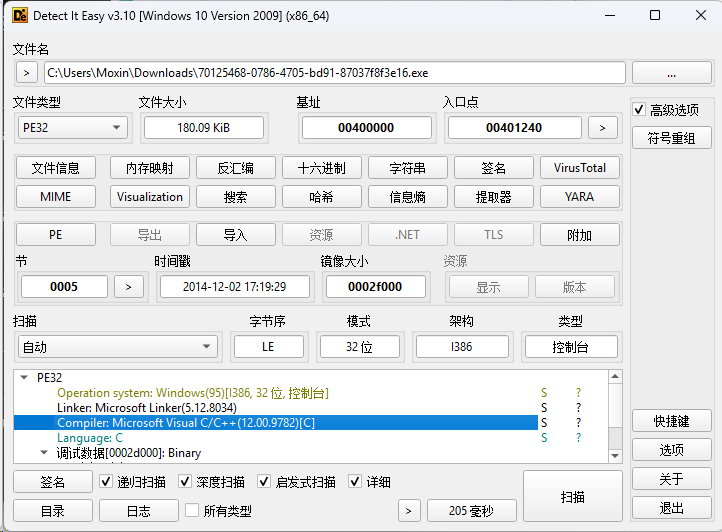 Detect It Easy v3.10 [Windows 10 Version 2009] (x86_64)
文件名
> C:\Users\Moxin\Downloads\70125468-0786-4705-bd91-87037f8f3e16.exe ...
文件类型 文件大小 基址 入口点
PE32 180.09 KiB 00400000 00401240 >
高级选项
符号重组
文件信息 内存映射 反汇编 十六进制 字符串 签名 VirusTotal
MIME Visualization 搜索 哈希 信息熵 提取器 YARA
PE 导出 导入 资源 .NET TLS 附加
节 时间戳 镜像大小 资源
0005 > 2014-12-02 17:19:29 0002f000 显示 版本
扫描 字节序 模式 架构 类型
自动 LE 32 位 I386 控制台
PE32
Operation system: Windows(95)[I386, 32 位, 控制台] S ?
Linker: Microsoft Linker(5.12.8034) S ?
Compiler: Microsoft Visual C/C++(12.00.9782)[C] S ?
Language: C S ?
调试数据[0002d000]: Binary
快捷键
选项
关于
退出
签名 递归扫描 深度扫描 启发式扫描 详细
目录 日志 所有类型 > 205 毫秒 扫描